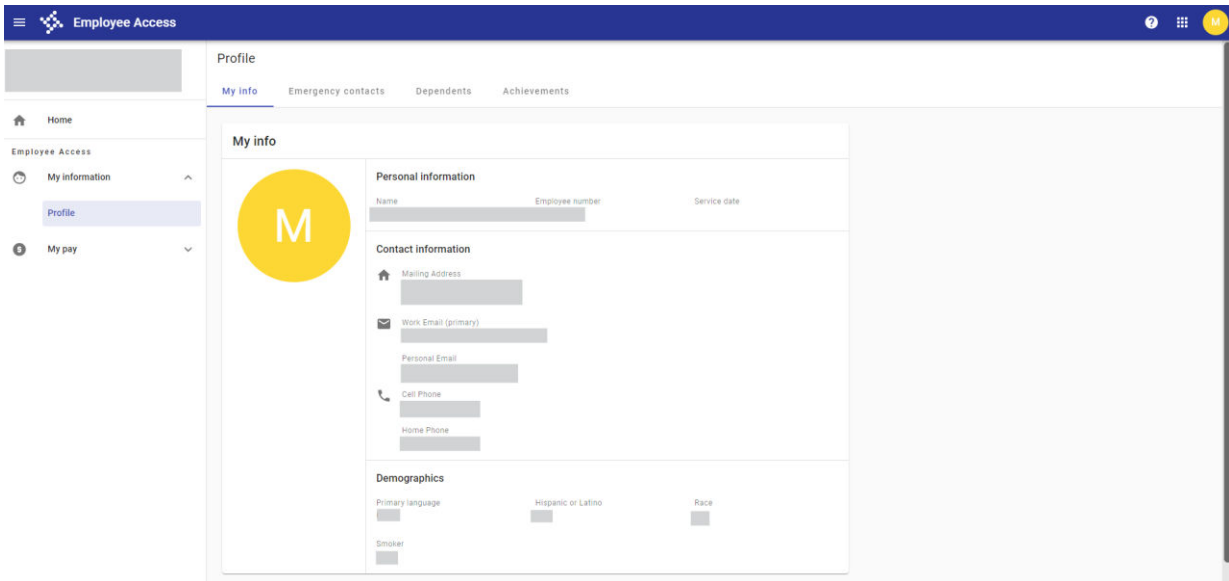 Employee Access
M
Profile
My info Emergency contacts Dependents Achievements
Home
Employee Access
My information
Profile
My pay
My info
M
Personal information
Name Employee number Service date
Contact information
Mailing Address
Work Email (primary)
Personal Email
Cell Phone
Home Phone
Demographics
Primary language Hispanic or Latino Race
Smoker